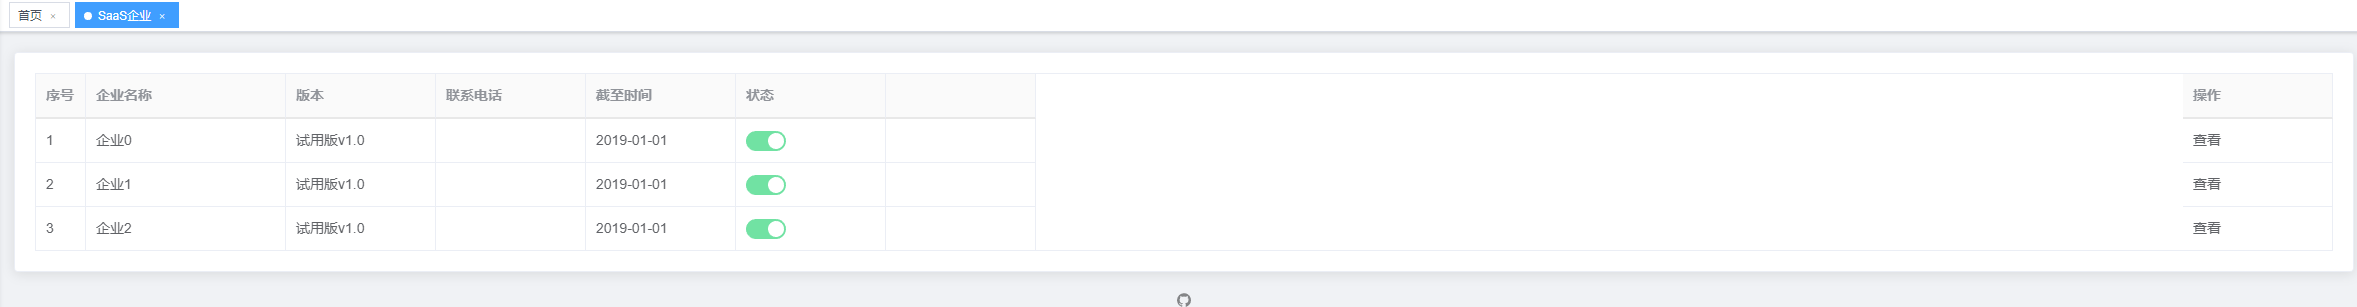 首页 × SaaS企业 ×
序号 企业名称 版本 联系电话 截至时间 状态 操作
1 企业0 试用版v1.0 2019-01-01 查看
2 企业1 试用版v1.0 2019-01-01 查看
3 企业2 试用版v1.0 2019-01-01 查看